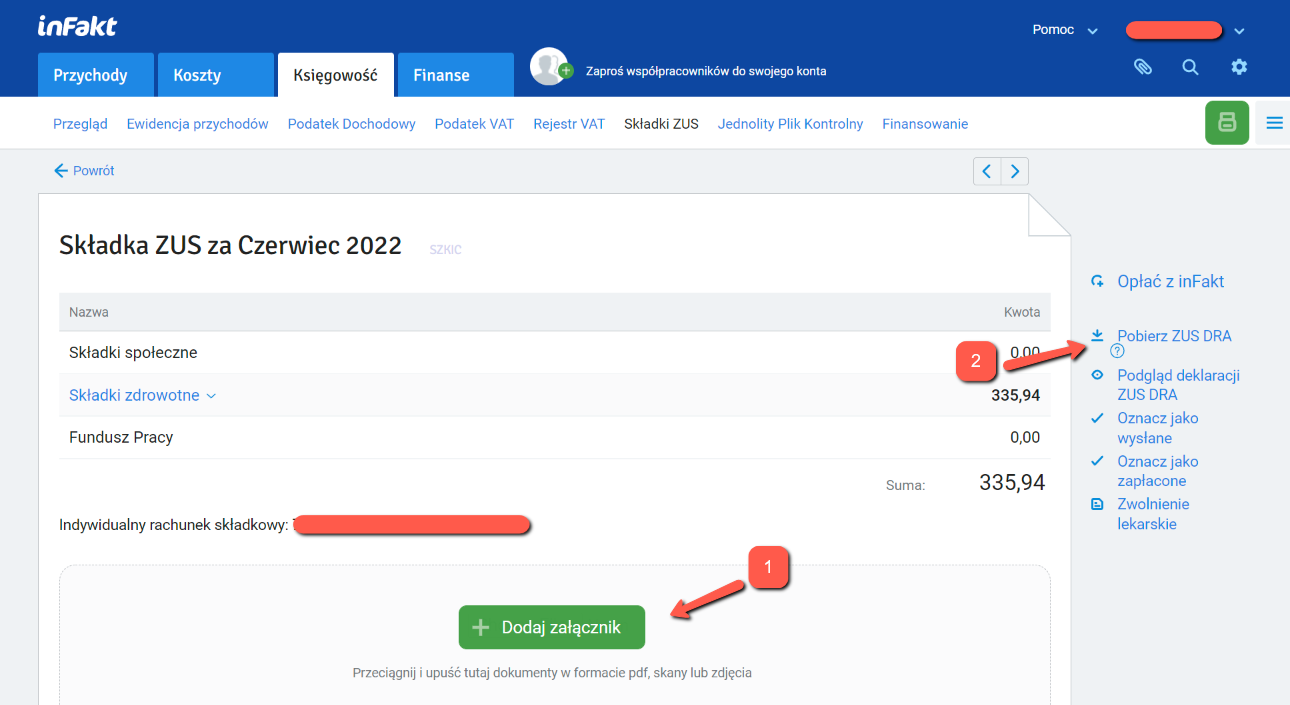 inFakt
Pomoc
Przychody
Koszty
Księgowość
Finanse
Zaproś współpracowników do swojego konta
Przegląd
Ewidencja przychodów
Podatek Dochodowy
Podatek VAT
Rejestr VAT
Składki ZUS
Jednolity Plik Kontrolny
Finansowanie
Powrót
Składka ZUS za Czerwiec 2022
SZKIC
Nazwa
Kwota
Składki społeczne
0,00
Składki zdrowotne
335,94
Fundusz Pracy
0,00
Suma:
335,94
Indywidualny rachunek składkowy:
1
Dodaj załącznik
Przeciągnij i upuść tutaj dokumenty w formacie pdf, skany lub zdjęcia
Opłać z inFakt
2
Pobierz ZUS DRA
?
Podgląd deklaracji
ZUS DRA
Oznacz jako
wysłane
Oznacz jako
zapłacone
Zwolnienie
lekarskie